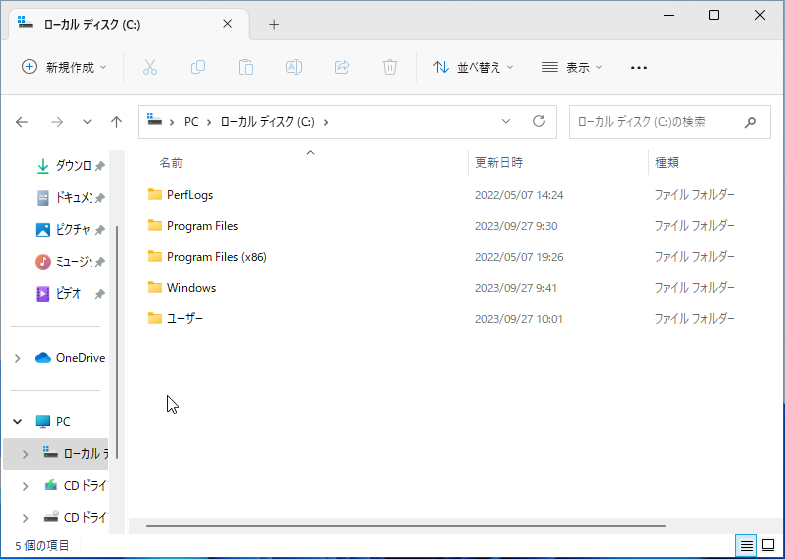 ローカル ディスク (C:)
新規作成
並べ替え
表示
PC
ローカル ディスク (C:)
ローカル ディスク (C:)の検索
名前
更新日時
種類
ダウンロ
ドキュメン
ピクチャ
ミュージッ
ビデオ
OneDrive
PC
ローカル デ
CD ドライ
CD ドライ
PerfLogs 2022/05/07 14:24 ファイル フォルダー
Program Files 2023/09/27 9:30 ファイル フォルダー
Program Files (x86) 2022/05/07 19:26 ファイル フォルダー
Windows 2023/09/27 9:41 ファイル フォルダー
ユーザー 2023/09/27 10:01 ファイル フォルダー
5 個の項目